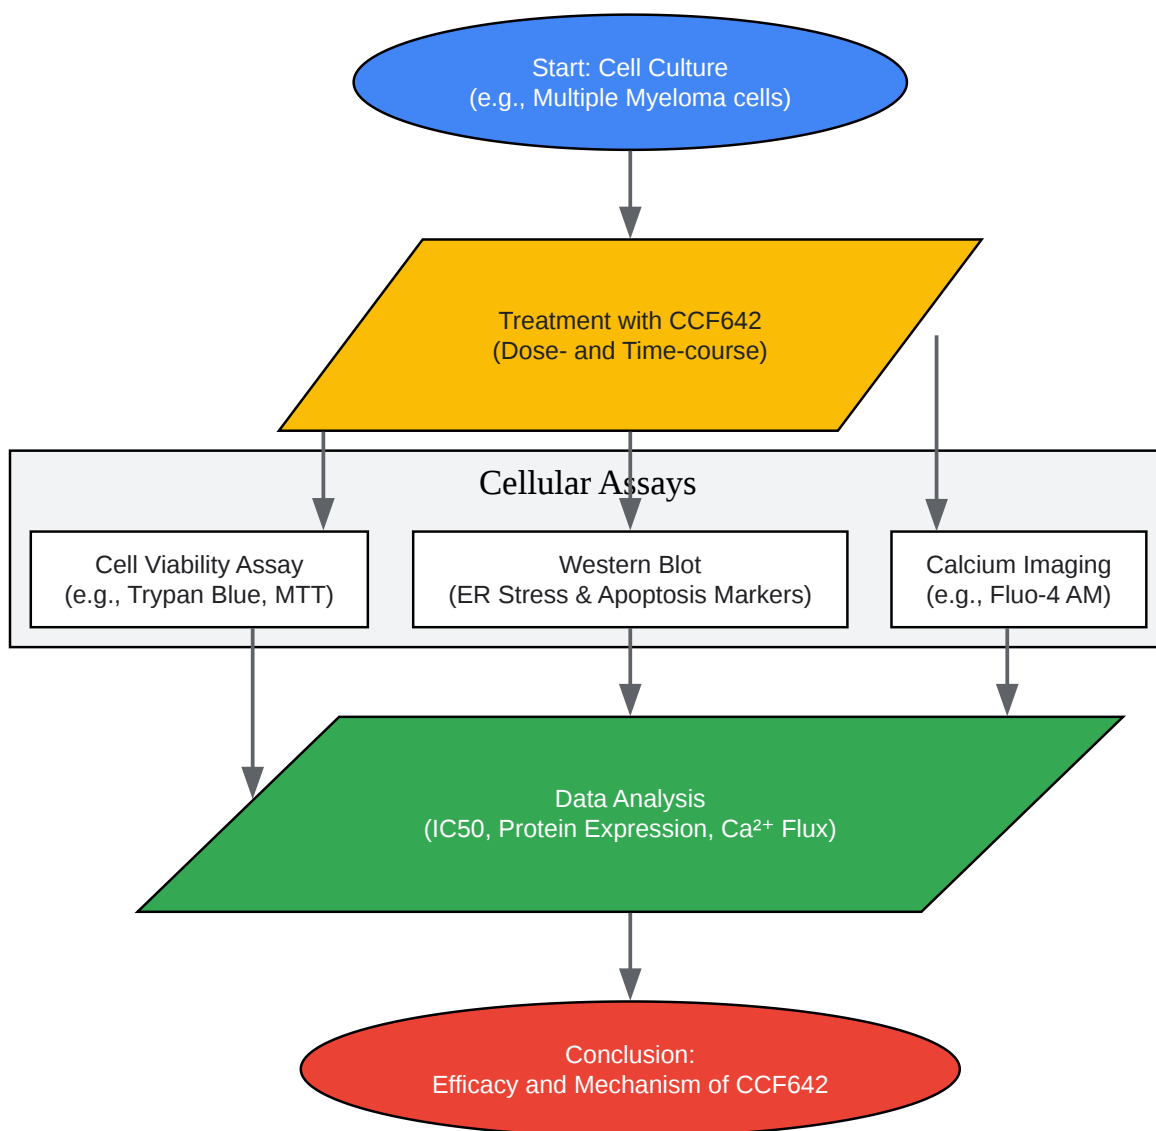 Start: Cell Culture
(e.g., Multiple Myeloma cells)
Treatment with CCF642
(Dose- and Time-course)
Cellular Assays
Cell Viability Assay
(e.g., Trypan Blue, MTT)
Western Blot
(ER Stress & Apoptosis Markers)
Calcium Imaging
(e.g., Fluo-4 AM)
Data Analysis
(IC50, Protein Expression, Ca²⁺ Flux)
Conclusion:
Efficacy and Mechanism of CCF642